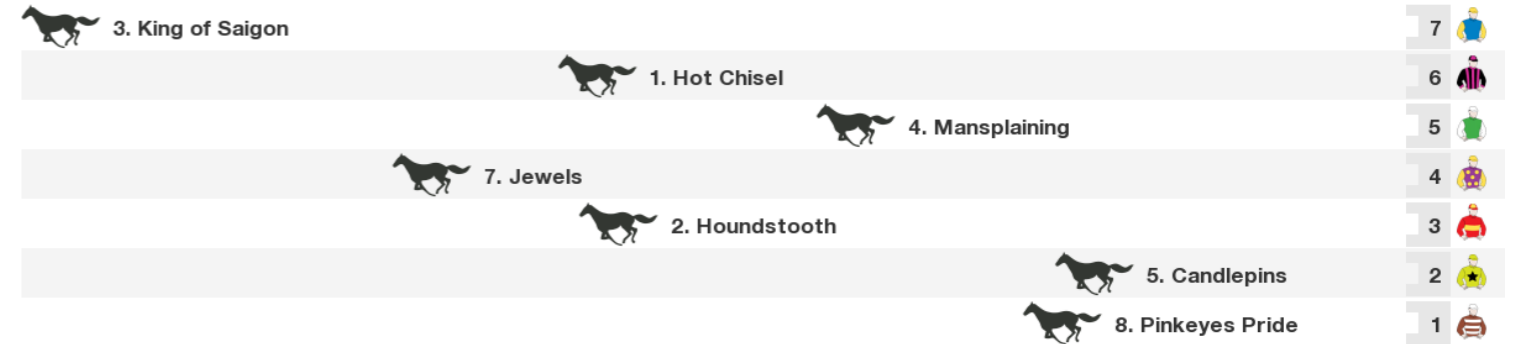 3. King of Saigon 7
1. Hot Chisel 6
4. Mansplaining 5
7. Jewels 4
2. Houndstooth 3
5. Candlepins 2
8. Pinkeyes Pride 1